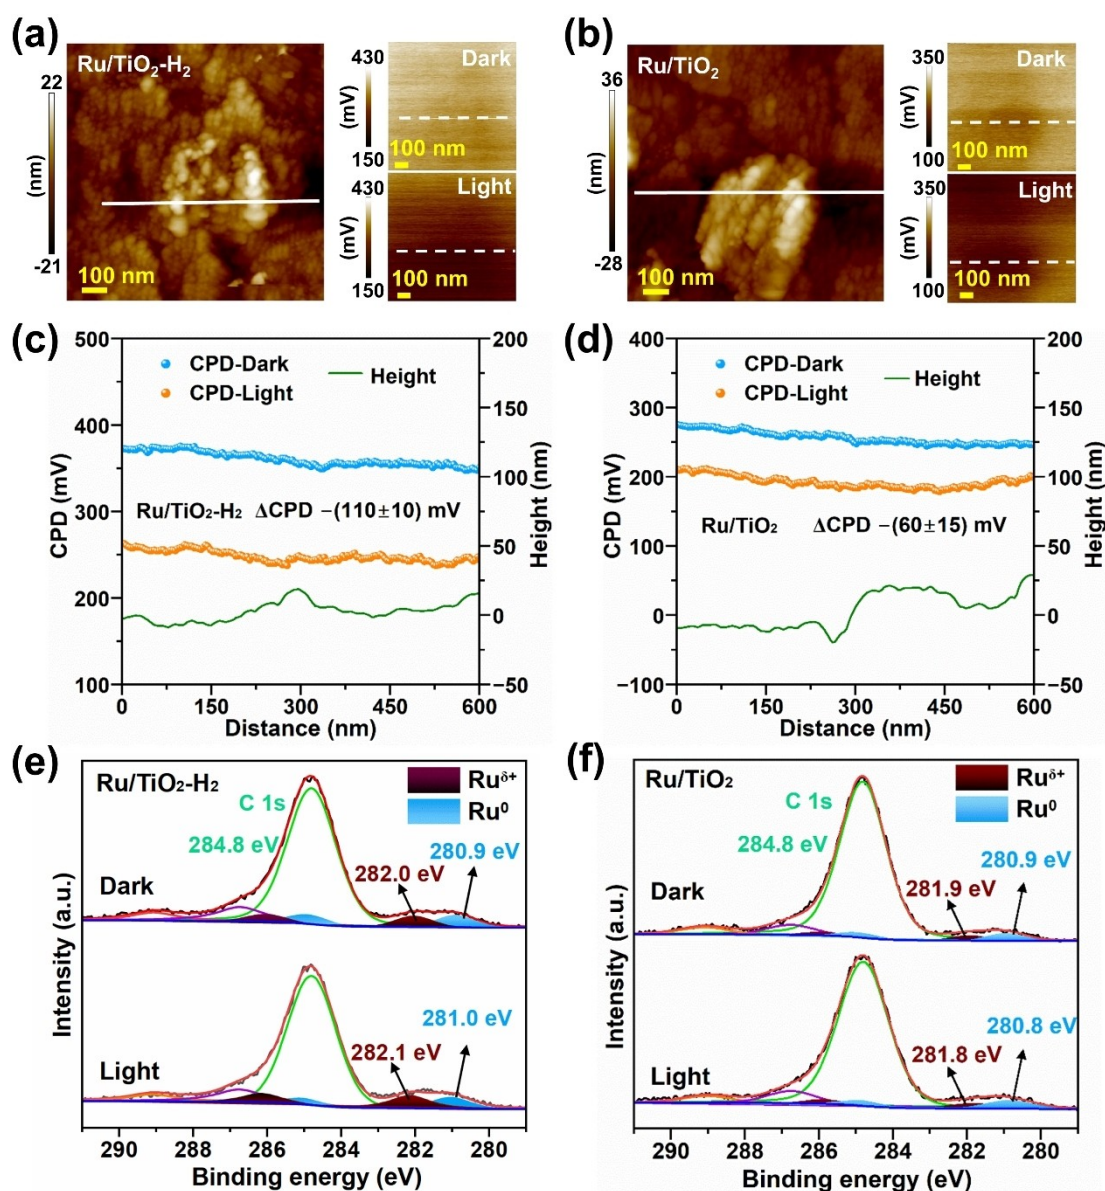 (a)
Ru/TiO₂-H₂
22
(nm)
-21
100 nm
430
(mV)
150
Dark
100 nm
430
(mV)
150
Light
100 nm
(b)
Ru/TiO₂
36
(nm)
-28
100 nm
350
(mV)
100
Dark
100 nm
350
(mV)
100
Light
100 nm
(c)
CPD-Dark
CPD-Light
Height
Ru/TiO₂-H₂ ΔCPD −(110±10) mV
CPD (mV)
500
400
300
200
100
Height (nm)
200
150
100
50
0
−50
0 150 300 450 600
Distance (nm)
(d)
CPD-Dark
CPD-Light
Height
Ru/TiO₂ ΔCPD −(60±15) mV
CPD (mV)
400
300
200
100
0
−100
Height (nm)
200
150
100
50
0
−50
0 150 300 450 600
Distance (nm)
(e)
Ru/TiO₂-H₂
Ru^δ+
Ru⁰
C 1s
284.8 eV
282.0 eV
280.9 eV
Dark
281.0 eV
282.1 eV
Light
Intensity (a.u.)
290 288 286 284 282 280
Binding energy (eV)
(f)
Ru/TiO₂
Ru^δ+
Ru⁰
C 1s
284.8 eV
281.9 eV
280.9 eV
Dark
280.8 eV
281.8 eV
Light
Intensity (a.u.)
290 288 286 284 282 280
Binding energy (eV)